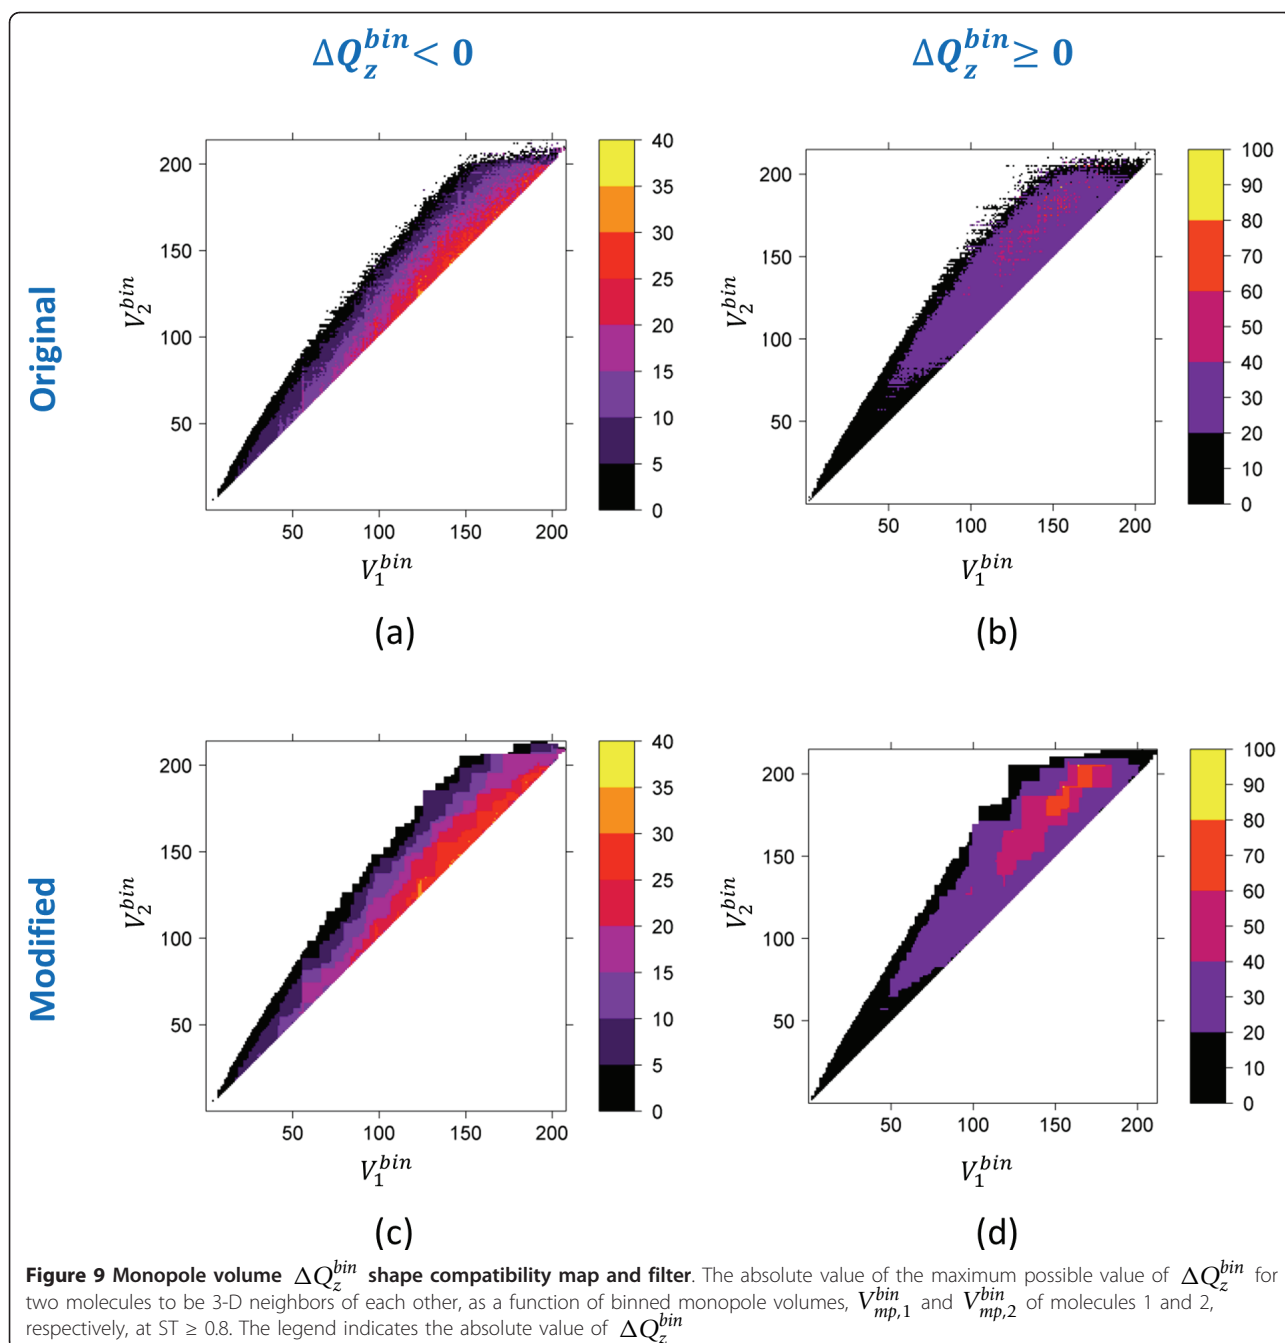 ΔQ_z^{bin} < 0
ΔQ_z^{bin} ≥ 0
Original
V_2^{bin}
200
150
100
50
50 100 150 200
V_1^{bin}
40
35
30
25
20
15
10
5
0
(a)
V_2^{bin}
200
150
100
50
50 100 150 200
V_1^{bin}
100
90
80
60
50
40
30
20
10
0
(b)
Modified
V_2^{bin}
200
150
100
50
50 100 150 200
V_1^{bin}
40
35
30
25
20
15
10
5
0
(c)
V_2^{bin}
200
150
100
50
50 100 150 200
V_1^{bin}
100
90
80
70
60
50
40
30
20
10
0
(d)
Figure 9 Monopole volume ΔQ_z^{bin} shape compatibility map and filter. The absolute value of the maximum possible value of ΔQ_z^{bin} for
two molecules to be 3-D neighbors of each other, as a function of binned monopole volumes, V_{mp,1}^{bin} and V_{mp,2}^{bin} of molecules 1 and 2,
respectively, at ST ≥ 0.8. The legend indicates the absolute value of ΔQ_z^{bin}